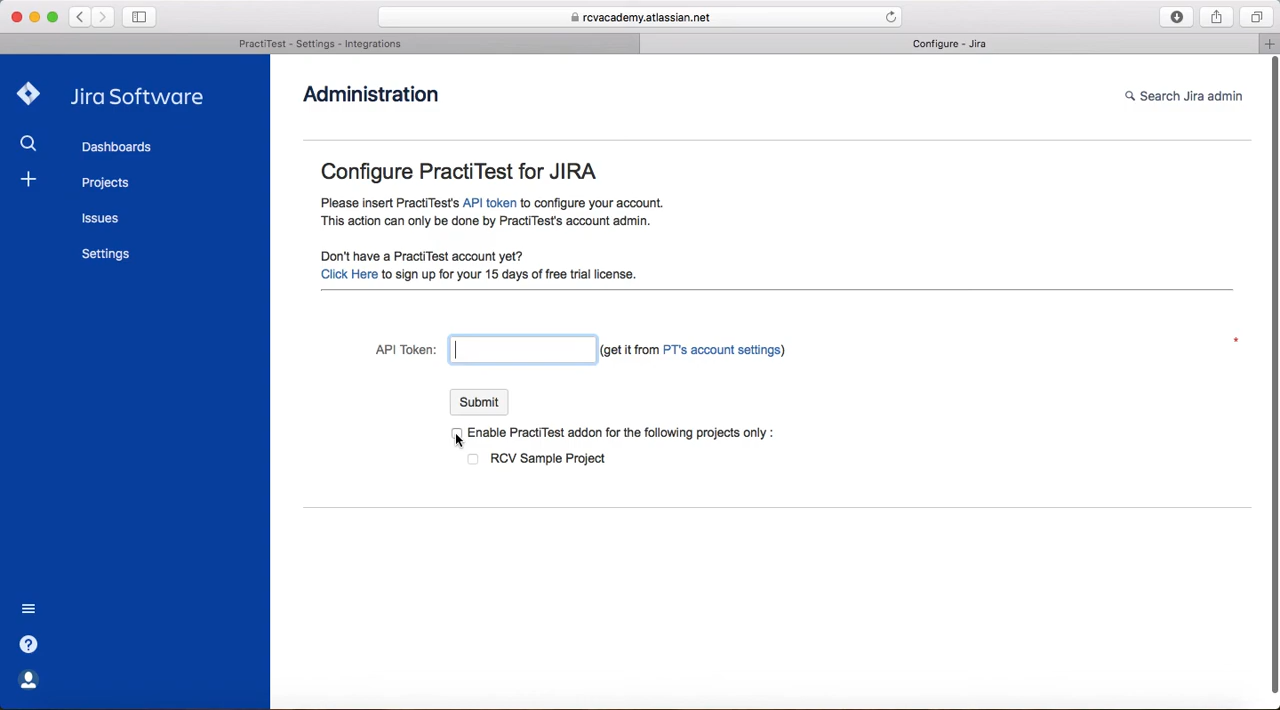 rcvacademy.atlassian.net
PractiTest - Settings - Integrations
Configure - Jira
Jira Software
Dashboards
Projects
Issues
Settings
Administration
Search Jira admin
Configure PractiTest for JIRA
Please insert PractiTest's API token to configure your account.
This action can only be done by PractiTest's account admin.
Don't have a PractiTest account yet?
Click Here to sign up for your 15 days of free trial license.
API Token: (get it from PT's account settings) *
Submit
Enable PractiTest addon for the following projects only :
RCV Sample Project